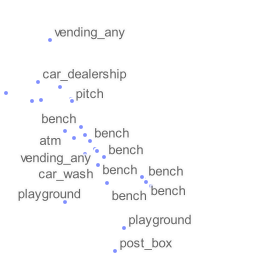 vending_any
car_dealership
pitch
bench
bench
atm
bench
vending_any
bench
bench
car_wash
bench
playground
bench
playground
post_box